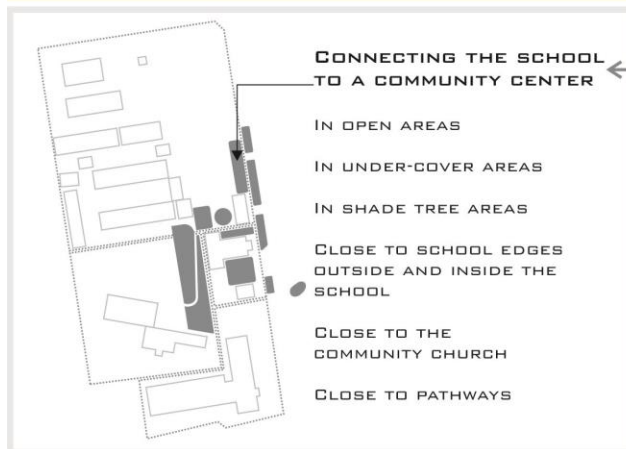 CONNECTING THE SCHOOL
TO A COMMUNITY CENTER
IN OPEN AREAS
IN UNDER-COVER AREAS
IN SHADE TREE AREAS
CLOSE TO SCHOOL EDGES
OUTSIDE AND INSIDE THE
SCHOOL
CLOSE TO THE
COMMUNITY CHURCH
CLOSE TO PATHWAYS